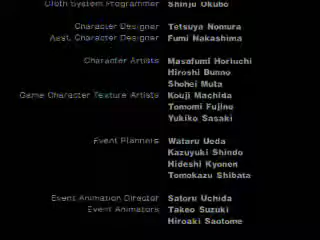 Cloth System Programmer Shinju Okubo
Character Designer Tetsuya Nomura
Asst. Character Designer Fumi Nakashima
Character Artists Masafumi Horiuchi
Hiroshi Bunno
Shohei Muta
Game Character Texture Artists Kouji Machida
Tomomi Fujino
Yukiko Sasaki
Event Planners Wataru Ueda
Kazuyuki Shindo
Hideshi Kyonen
Tomokazu Shibata
Event Animation Director Satoru Uchida
Event Animators Takeo Suzuki
Hiroaki Saotome